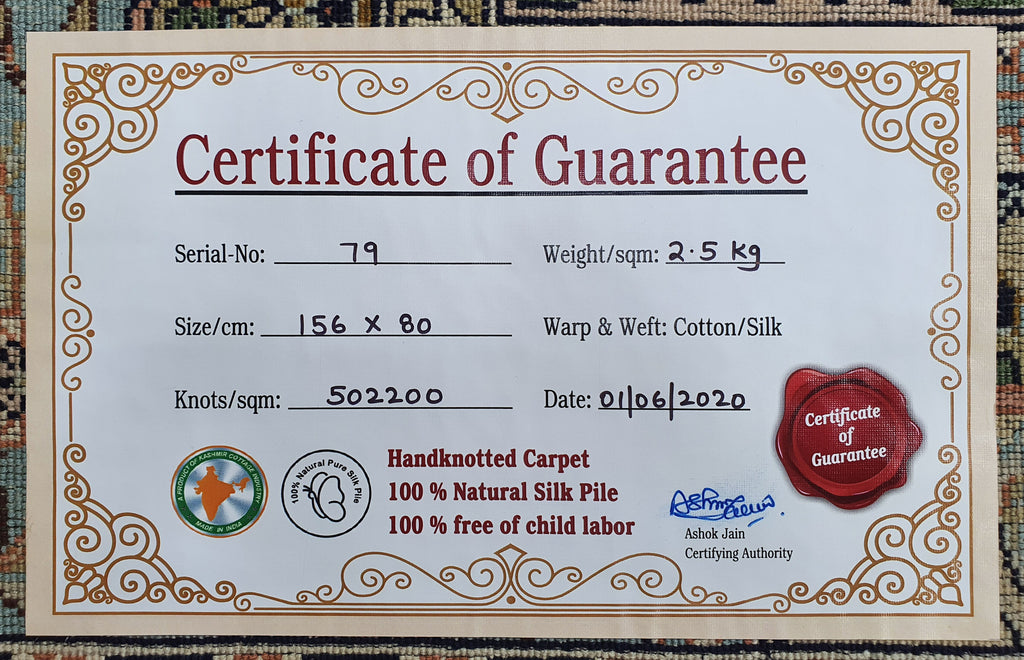 Certificate of Guarantee
Serial-No: 79
Weight/sqm: 2.5 Kg
Size/cm: 156 X 80
Warp & Weft: Cotton/Silk
Knots/sqm: 502200
Date: 01/06/2020
Certificate
of
Guarantee
A PRODUCT OF KASHMIR COTTAGE INDUSTRY
MADE IN INDIA
100% Natural Pure Silk Pile
Handknotted Carpet
100 % Natural Silk Pile
100 % free of child labor
Ashok Jain
Certifying Authority